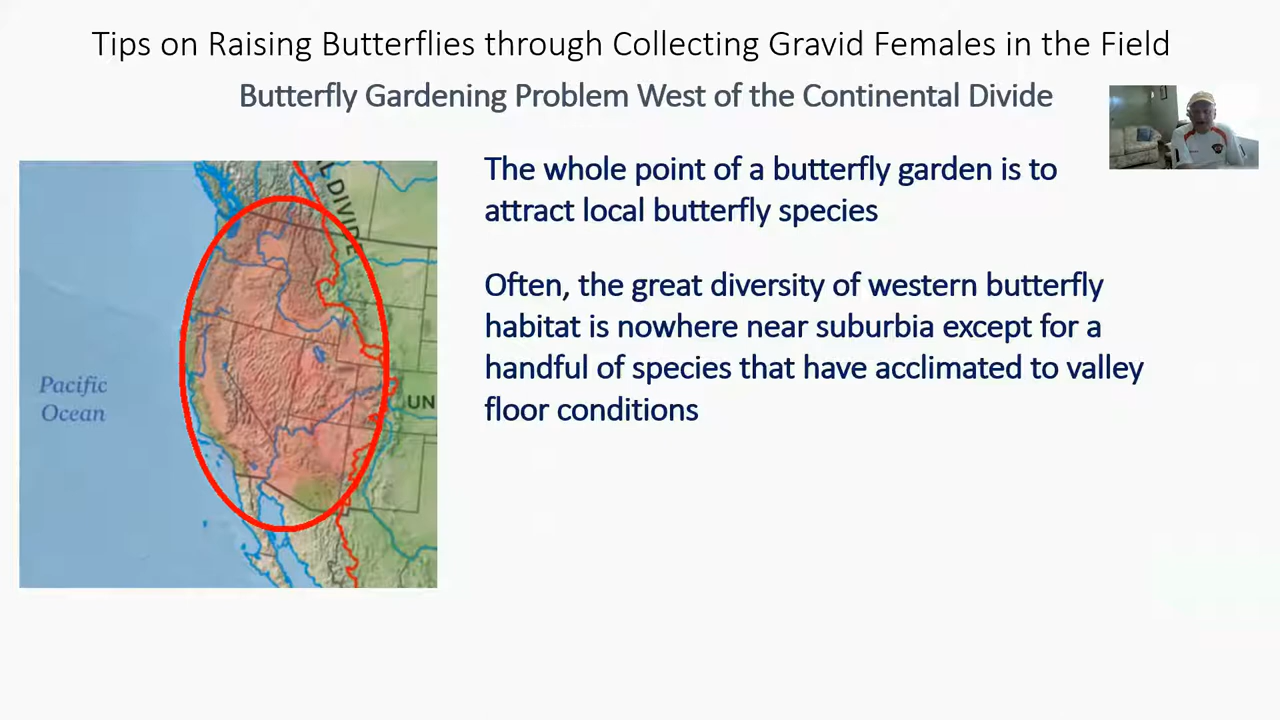 Tips on Raising Butterflies through Collecting Gravid Females in the Field
Butterfly Gardening Problem West of the Continental Divide
The whole point of a butterfly garden is to
attract local butterfly species
Often, the great diversity of western butterfly
habitat is nowhere near suburbia except for a
handful of species that have acclimated to valley
floor conditions
L DIVIDE
Pacific
Ocean
UN